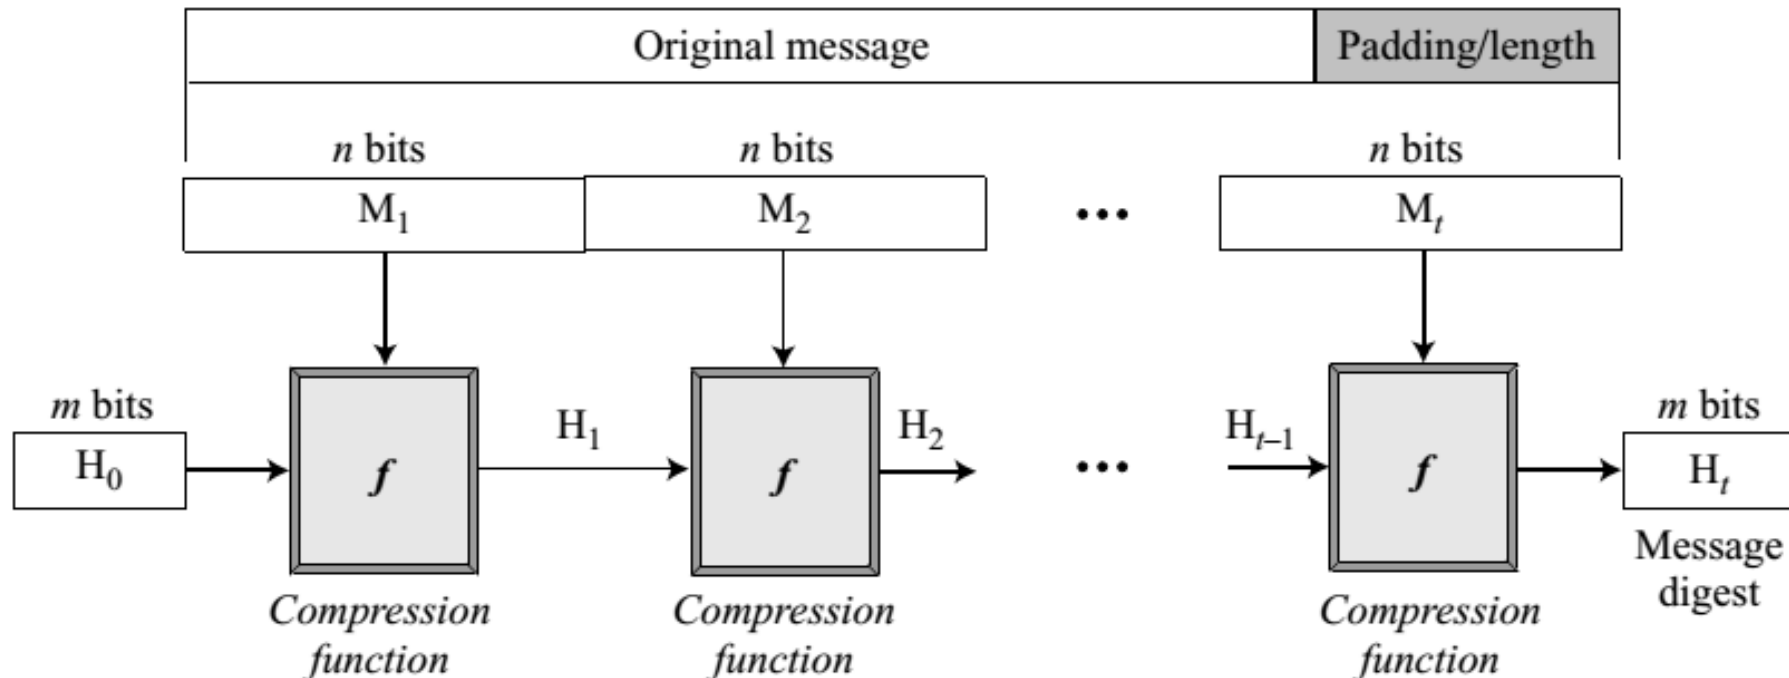 Original message Padding/length
n bits n bits n bits
M₁ M₂ ••• Mₜ
m bits H₁ H₂ Hₜ₋₁ m bits
H₀ f f ••• f Hₜ
Message
digest
Compression
function
Compression
function
Compression
function